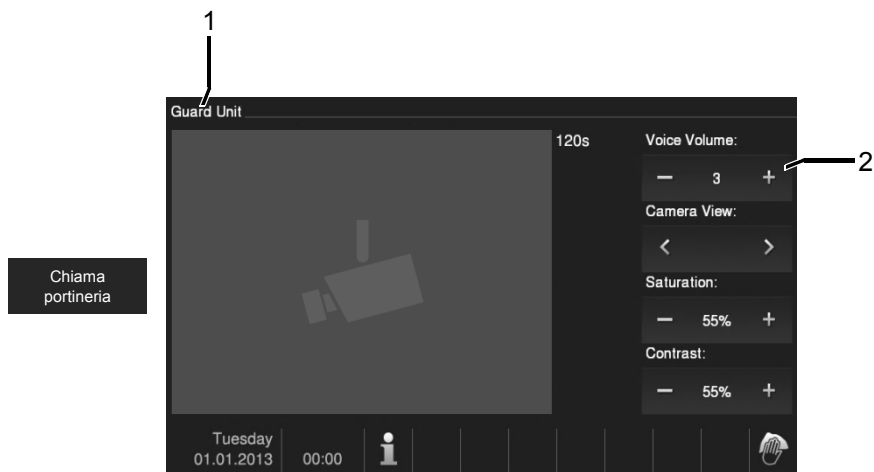 1
Guard Unit
120s
Voice Volume:
− 3 +
2
Camera View:
< >
Saturation:
− 55% +
Contrast:
− 55% +
Chiama
portineria
Tuesday
01.01.2013
00:00
i